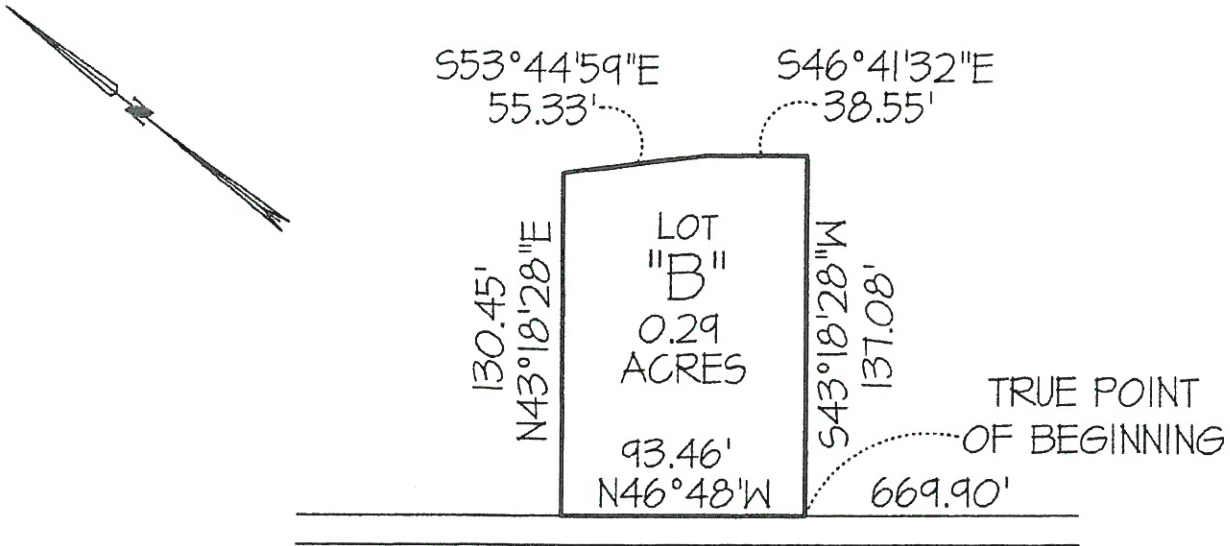 S53°44'59"E
55.33'
S46°41'32"E
38.55'
N
LOT
"B"
0.29
ACRES
130.45'
N43°18'28"E
S43°18'28"W
137.08'
TRUE POINT
OF BEGINNING
93.46'
N46°48'W
669.90'